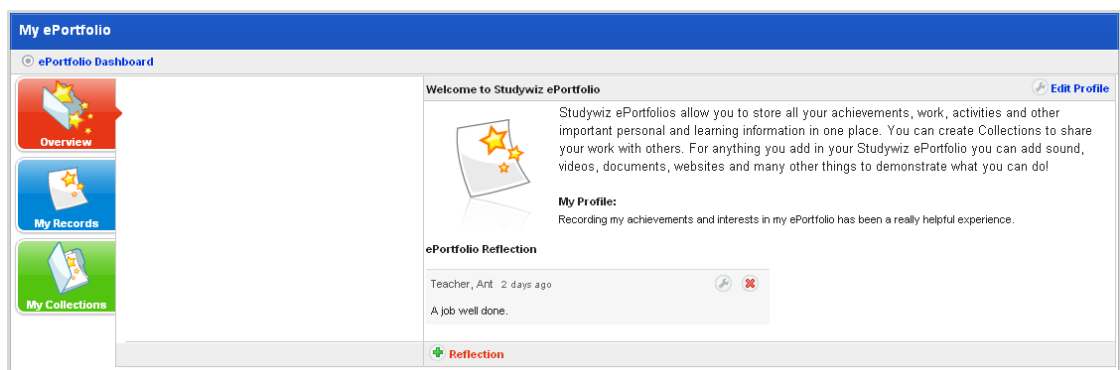 My ePortfolio
ePortfolio Dashboard
Overview
My Records
My Collections
Welcome to Studywiz ePortfolio
Edit Profile
Studywiz ePortfolios allow you to store all your achievements, work, activities and other
important personal and learning information in one place. You can create Collections to share
your work with others. For anything you add in your Studywiz ePortfolio you can add sound,
videos, documents, websites and many other things to demonstrate what you can do!
My Profile:
Recording my achievements and interests in my ePortfolio has been a really helpful experience.
ePortfolio Reflection
Teacher, Ant 2 days ago
A job well done.
Reflection